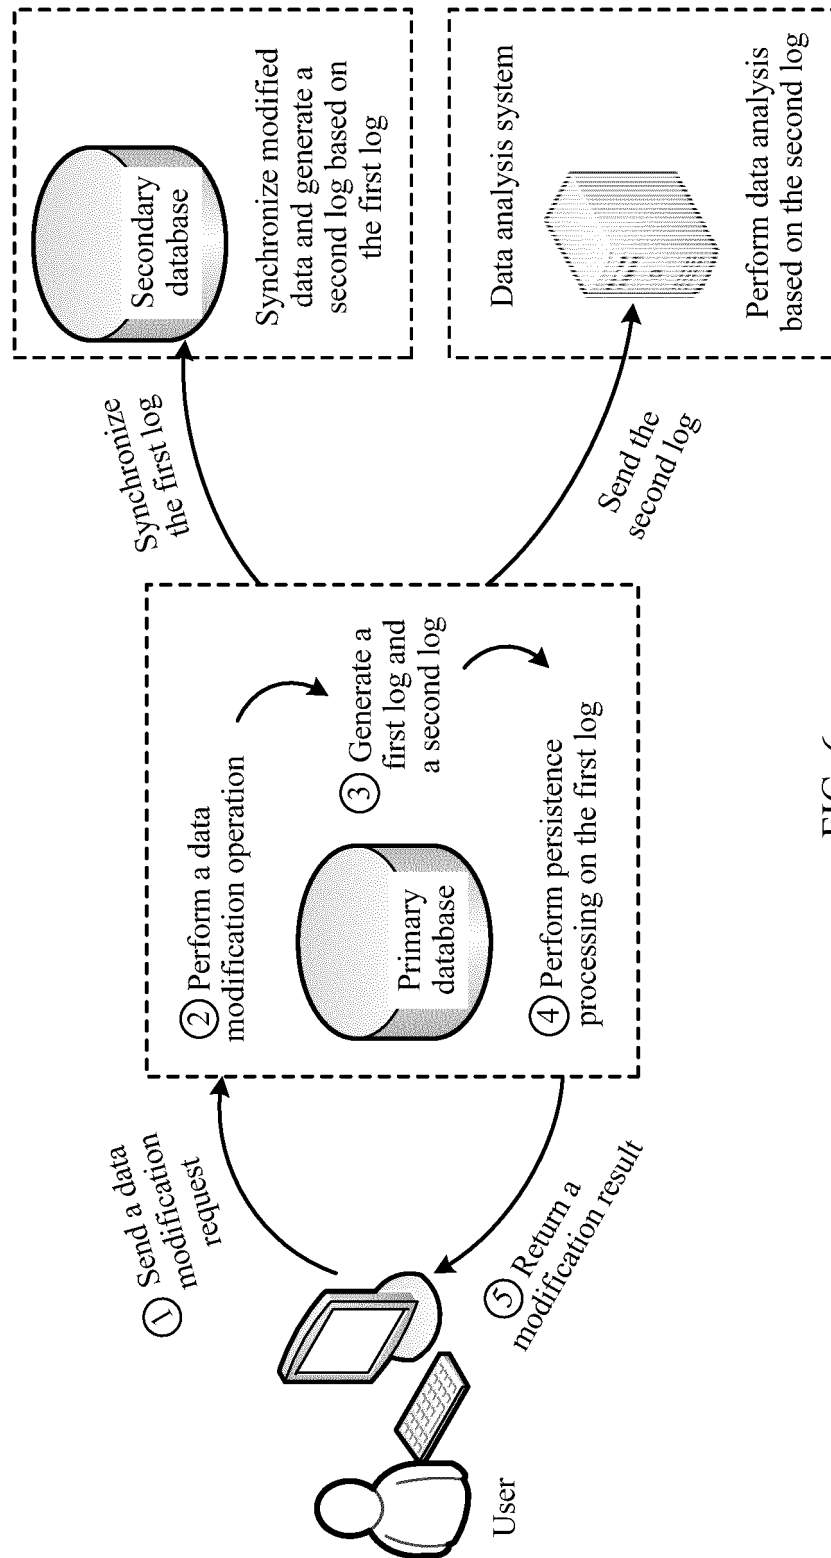 User
① Send a data
modification
request
② Perform a data
modification operation
Primary
database
③ Generate a
first log and
a second log
④ Perform persistence
processing on the first log
⑤ Return a
modification result
Synchronize
the first log
Secondary
database
Synchronize modified
data and generate a
second log based on
the first log
Send the
second log
Data analysis system
Perform data analysis
based on the second log